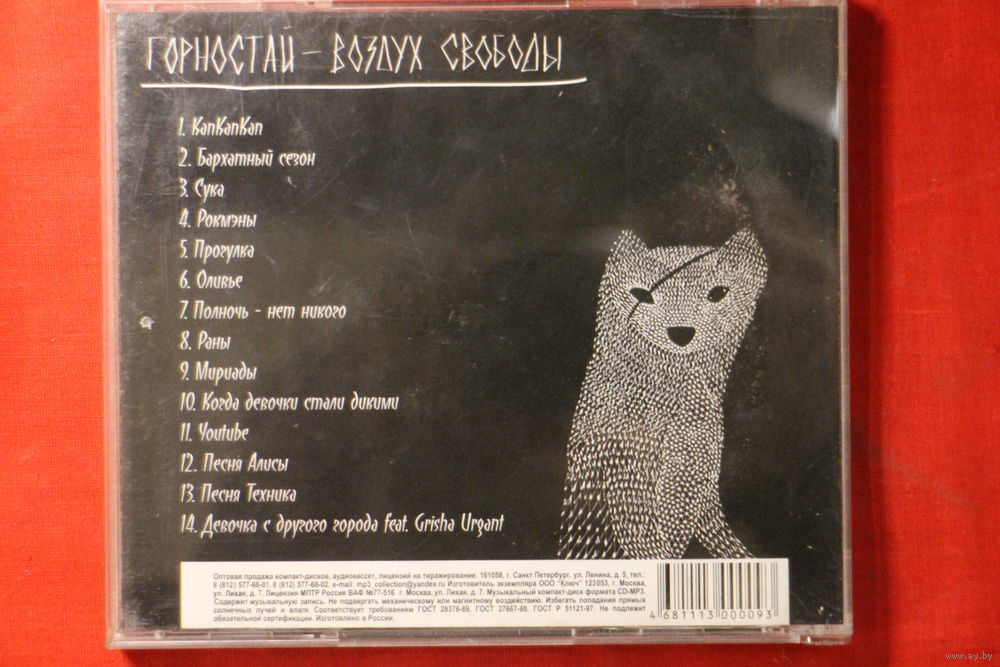 ГОРНОСТАЙ – ВОЗДУХ СВОБОДЫ
1. КапКапКап
2. Бархатный сезон
3. Сука
4. Рокмэны
5. Прогулка
6. Оливье
7. Полночь - нет никого
8. Раны
9. Мириады
10. Когда девочки стали дикими
11. Youtube
12. Песня Алисы
13. Песня Техника
14. Девочка с другого города feat. Grisha Urgant
Оптовая продажа компакт-дисков, аудиокассет, лицензий на тиражирование: 161058, г. Санкт Петербург, ул. Ленина, д. 5, тел.:
8 (812) 577-68-01, 8 (812) 577-68-02, e-mail: mp3_collection@yandex.ru Изготовитель экземпляра ООО "Ключ" 123053, г. Москва,
ул. Лихая, д. 7. Лицензия МПТР Россия ВАФ №77-516 г. Москва, ул. Лихая, д. 7. Музыкальный компакт-диск формата CD-MP3.
Содержит музыкальную запись. Не подвергать механическому или магнитному воздействию. Избегать попадания прямых
солнечных лучей и влаги. Соответствует требованиям ГОСТ 28376-89, ГОСТ 27667-88, ГОСТ Р 51121-97. Не подлежит
обязательной сертификации. Изготовлено в России.
4 681113 000093
www.ay.by